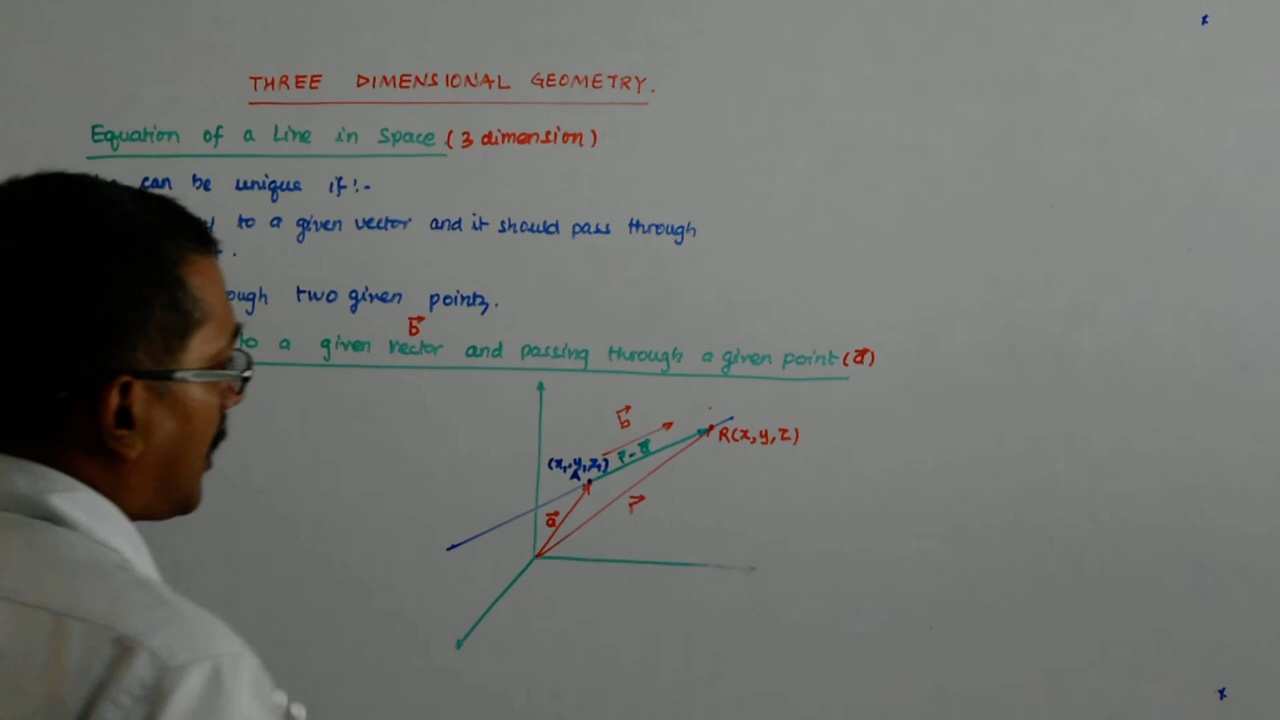 THREE DIMENSIONAL GEOMETRY.
Equation of a Line in Space (3 dimension)
can be unique if :-
to a given vector and it should pass through
two given points.
b⃗
to a given vector and passing through a given point (a⃗)
b⃗
R(x,y,z)
(x₁,y₁,z₁)
r⃗ - a⃗
A
r⃗
a⃗
x
x